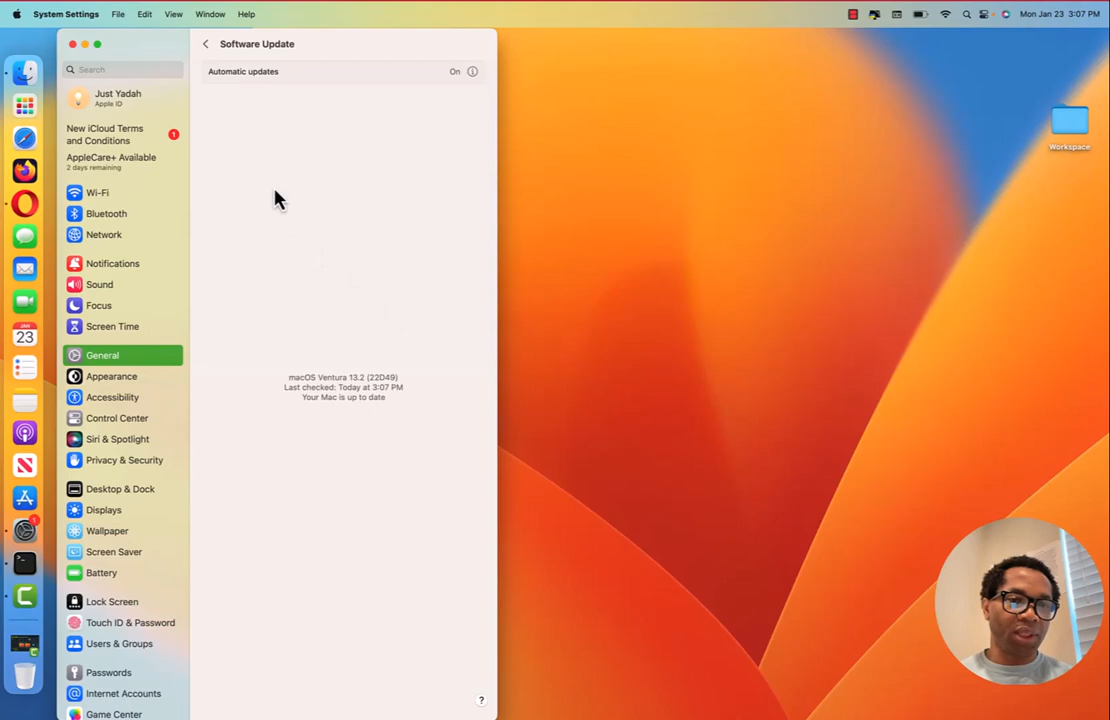 System Settings File Edit View Window Help Mon Jan 23 3:07 PM
Software Update
Search
Automatic updates On
Just Yadah
Apple ID
New iCloud Terms
and Conditions
1
AppleCare+ Available
2 days remaining
Wi-Fi
Bluetooth
Network
Notifications
Sound
Focus
Screen Time
General
Appearance
Accessibility
Control Center
Siri & Spotlight
Privacy & Security
Desktop & Dock
Displays
Wallpaper
Screen Saver
Battery
Lock Screen
Touch ID & Password
Users & Groups
Passwords
Internet Accounts
Game Center
macOS Ventura 13.2 (22D49)
Last checked: Today at 3:07 PM
Your Mac is up to date
?
Workspace
JAN
23
1